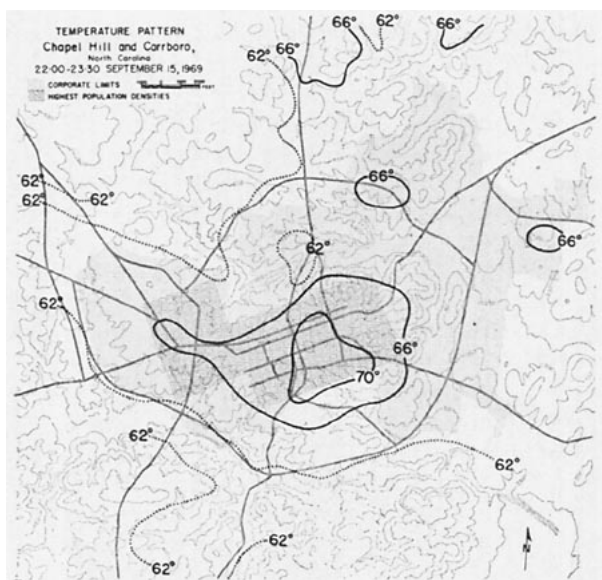 TEMPERATURE PATTERN
Chapel Hill and Carrboro,
North Carolina
22:00-23:30 SEPTEMBER 15, 1969
CORPORATE LIMITS
FEET
HIGHEST POPULATION DENSITIES
66°
62°
66°
62°
66°
62°
62°
62°
66°
66°
62°
62°
66°
70°
62°
62°
62°
62°
N